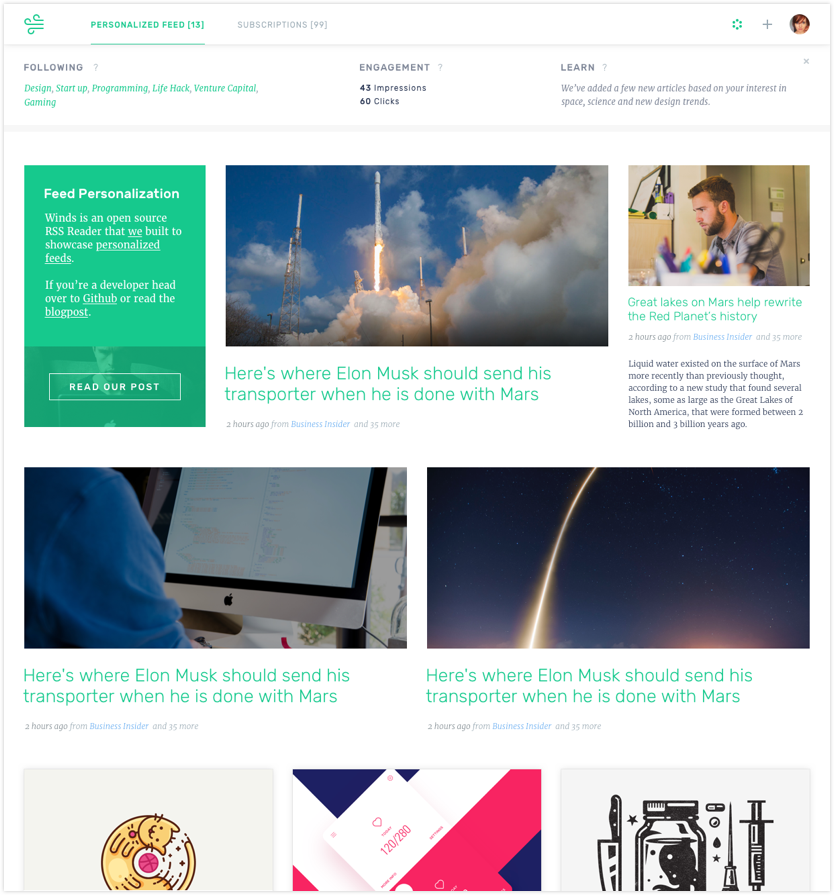 PERSONALIZED FEED [13]
SUBSCRIPTIONS [99]
FOLLOWING ?
Design, Start up, Programming, Life Hack, Venture Capital,
Gaming
ENGAGEMENT ?
43 Impressions
60 Clicks
LEARN ?
We've added a few new articles based on your interest in
space, science and new design trends.
Feed Personalization
Winds is an open source
RSS Reader that we built to
showcase personalized
feeds.
If you're a developer head
over to Github or read the
blogpost.
READ OUR POST
Here's where Elon Musk should send his
transporter when he is done with Mars
2 hours ago from Business Insider and 35 more
Great lakes on Mars help rewrite
the Red Planet's history
2 hours ago from Business Insider and 35 more
Liquid water existed on the surface of Mars
more recently than previously thought,
according to a new study that found several
lakes, some as large as the Great Lakes of
North America, that were formed between 2
billion and 3 billion years ago.
Here's where Elon Musk should send his
transporter when he is done with Mars
2 hours ago from Business Insider and 35 more
Here's where Elon Musk should send his
transporter when he is done with Mars
2 hours ago from Business Insider and 35 more
TODAY
120/280
SETTINGS